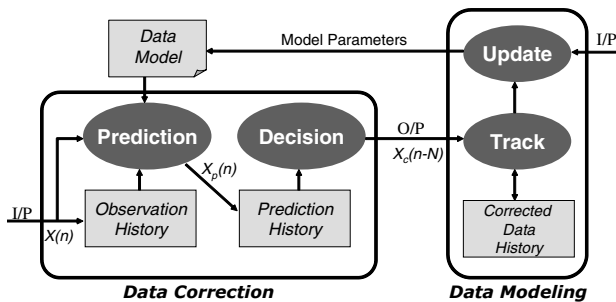 Data
Model
Model Parameters
Update
I/P
Prediction
Decision
O/P
Track
X_p(n)
X_c(n-N)
I/P
X(n)
Observation
History
Prediction
History
Corrected
Data
History
Data Correction
Data Modeling